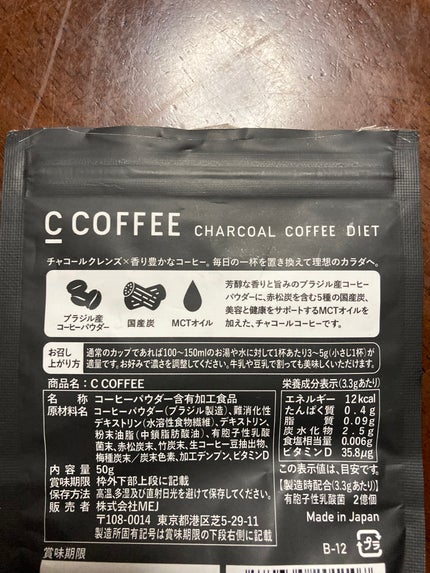 C COFFEE CHARCOAL COFFEE DIET
チャコールクレンズ×香り豊かなコーヒー。毎日の一杯を置き換えて理想のカラダへ。
ブラジル産
コーヒーパウダー
国産炭
MCTオイル
芳醇な香りと旨みのブラジル産コーヒー
パウダーに、赤松炭を含む5種の国産炭、
美容と健康をサポートするMCTオイルを
加えた、チャコールコーヒーです。
お召し
上がり方
通常のカップであれば100~150mlのお湯や水に対して1杯あたり3~5g(小さじ1杯)が
適量です。お好みで濃さを調整してください。牛乳や豆乳で割っても美味しくいただけます。
商品名:C COFFEE
名称 コーヒーパウダー含有加工食品
原材料名 コーヒーパウダー(ブラジル製造)、難消化性
デキストリン(水溶性食物繊維)、デキストリン、
粉末油脂(中鎖脂肪酸油)、有胞子性乳酸
菌末、赤松炭末、竹炭末、生コーヒー豆抽出物、
梅種炭末/炭末色素、加工デンプン、ビタミンD
内容量 50g
賞味期限 枠外下部上段に記載
保存方法 高温、多湿及び直射日光を避けて保存してください。
販売者 株式会社MEJ
〒108-0014 東京都港区芝5-29-11
製造所固有記号は賞味期限の下段右側に記載
栄養成分表示(3.3gあたり)
エネルギー 12kcal
たんぱく質 0.4g
脂質 0.09g
炭水化物 2.5g
食塩相当量 0.006g
ビタミンD 35.8μg
この表示値は、目安です。
【製造時配合(3.3gあたり)】
有胞子性乳酸菌 2億個
Made in Japan
B-12
プラ
賞味期限